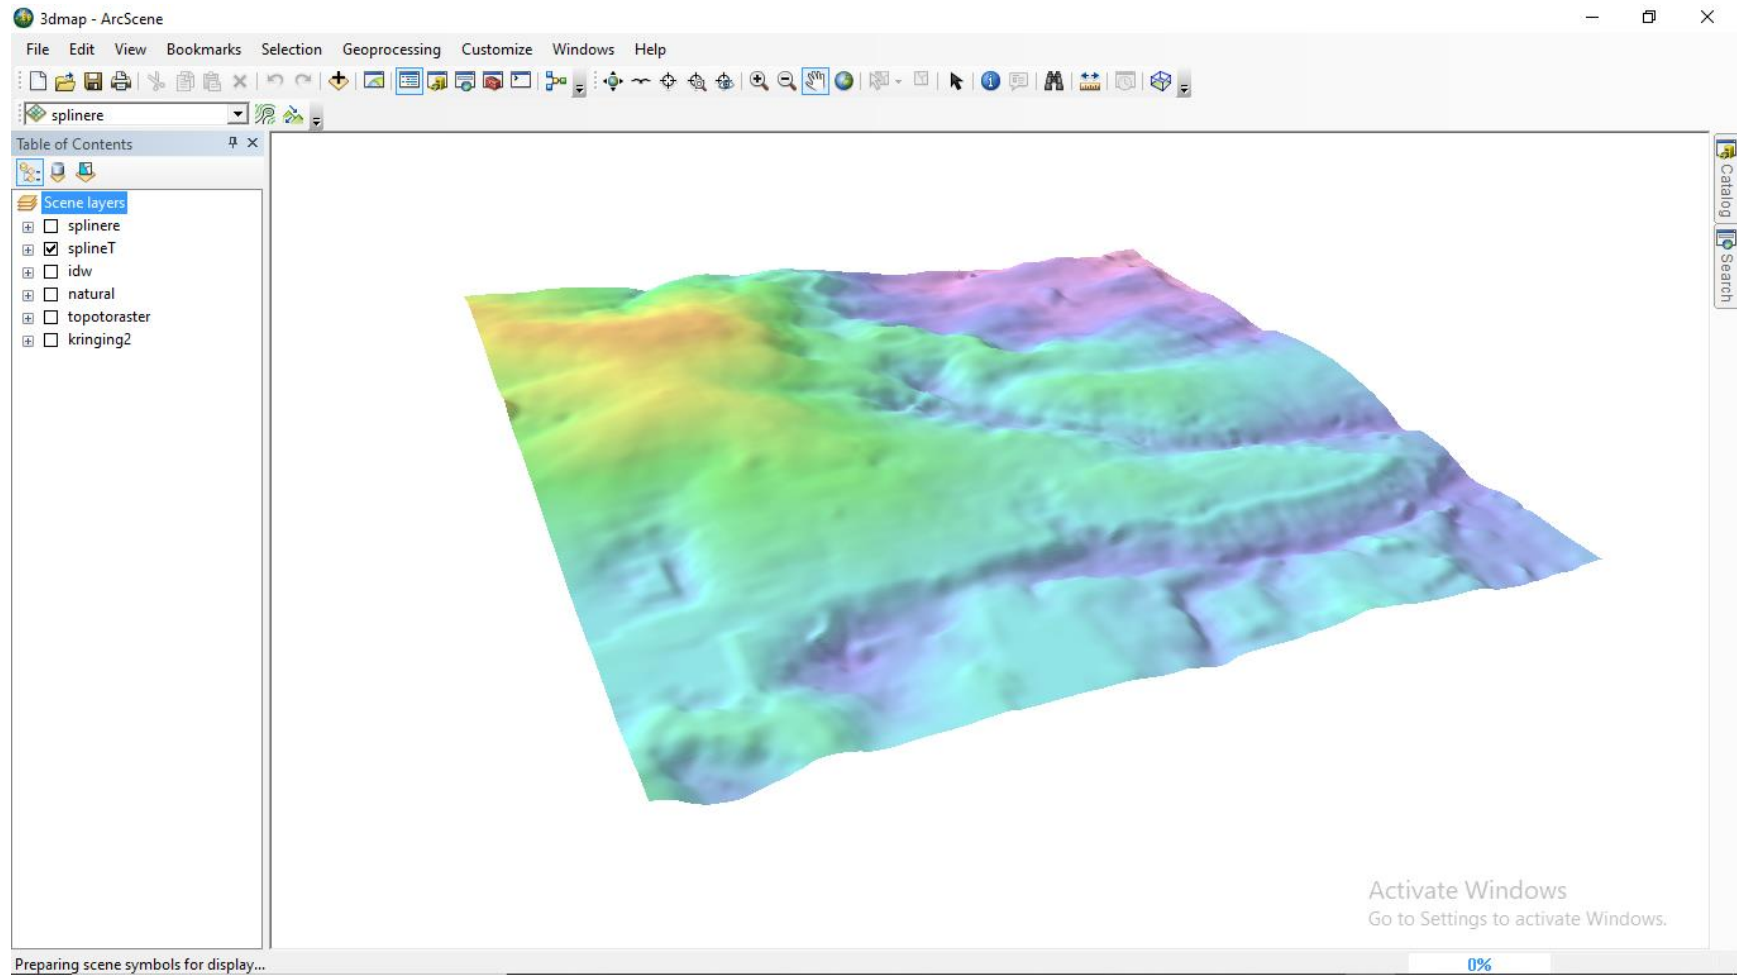 3dmap - ArcScene
File Edit View Bookmarks Selection Geoprocessing Customize Windows Help
splinere
Table of Contents
Scene layers
splinere
splineT
idw
natural
topotoraster
kringing2
Catalog
Search
Activate Windows
Go to Settings to activate Windows.
Preparing scene symbols for display...
0%